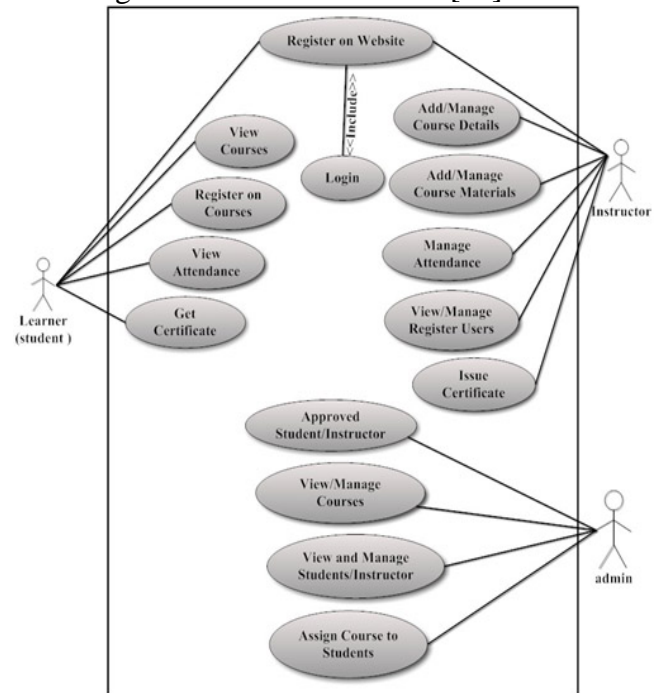 Register on Website
<<Include>>
Login
View
Courses
Register on
Courses
View
Attendance
Get
Certificate
Learner
(student )
Add/Manage
Course Details
Add/Manage
Course Materials
Manage
Attendance
View/Manage
Register Users
Issue
Certificate
Instructor
Approved
Student/Instructor
View/Manage
Courses
View and Manage
Students/Instructor
Assign Course to
Students
admin